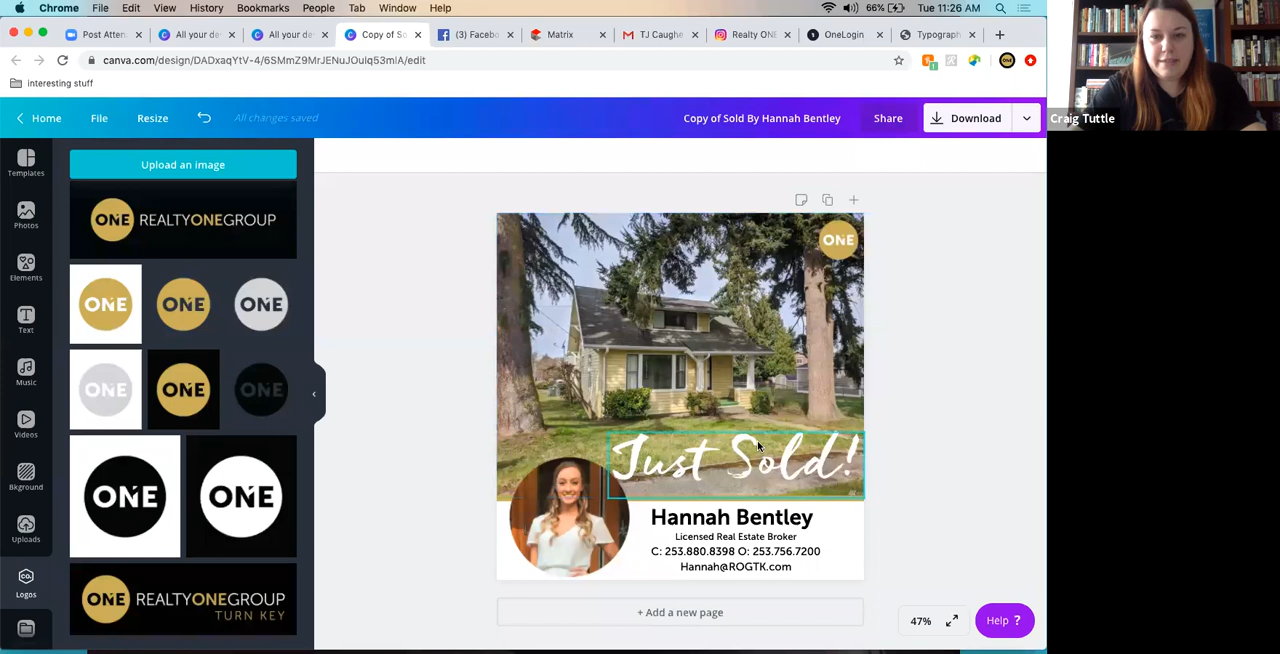 Chrome File Edit View History Bookmarks People Tab Window Help 66% Tue 11:26 AM
Post Atten All your de All your de Copy of So (3) Facebo Matrix TJ Caughe Realty ONE OneLogin Typograph
canva.com/design/DADxaqYtV-4/6SMmZ9MrJENuJOuIq53mIA/edit
interesting stuff
Home File Resize All changes saved Copy of Sold By Hannah Bentley Share Download
Craig Tuttle
Upload an image
Templates
Photos
Elements
Text
Music
Videos
Bkground
Uploads
CO.
Logos
ONE REALTYONEGROUP
ONE ONE ONE
ONE ONE ONE
ONE ONE
ONE REALTYONEGROUP
TURN KEY
ONE
Just Sold!
Hannah Bentley
Licensed Real Estate Broker
C: 253.880.8398 O: 253.756.7200
Hannah@ROGTK.com
+ Add a new page
47% Help ?